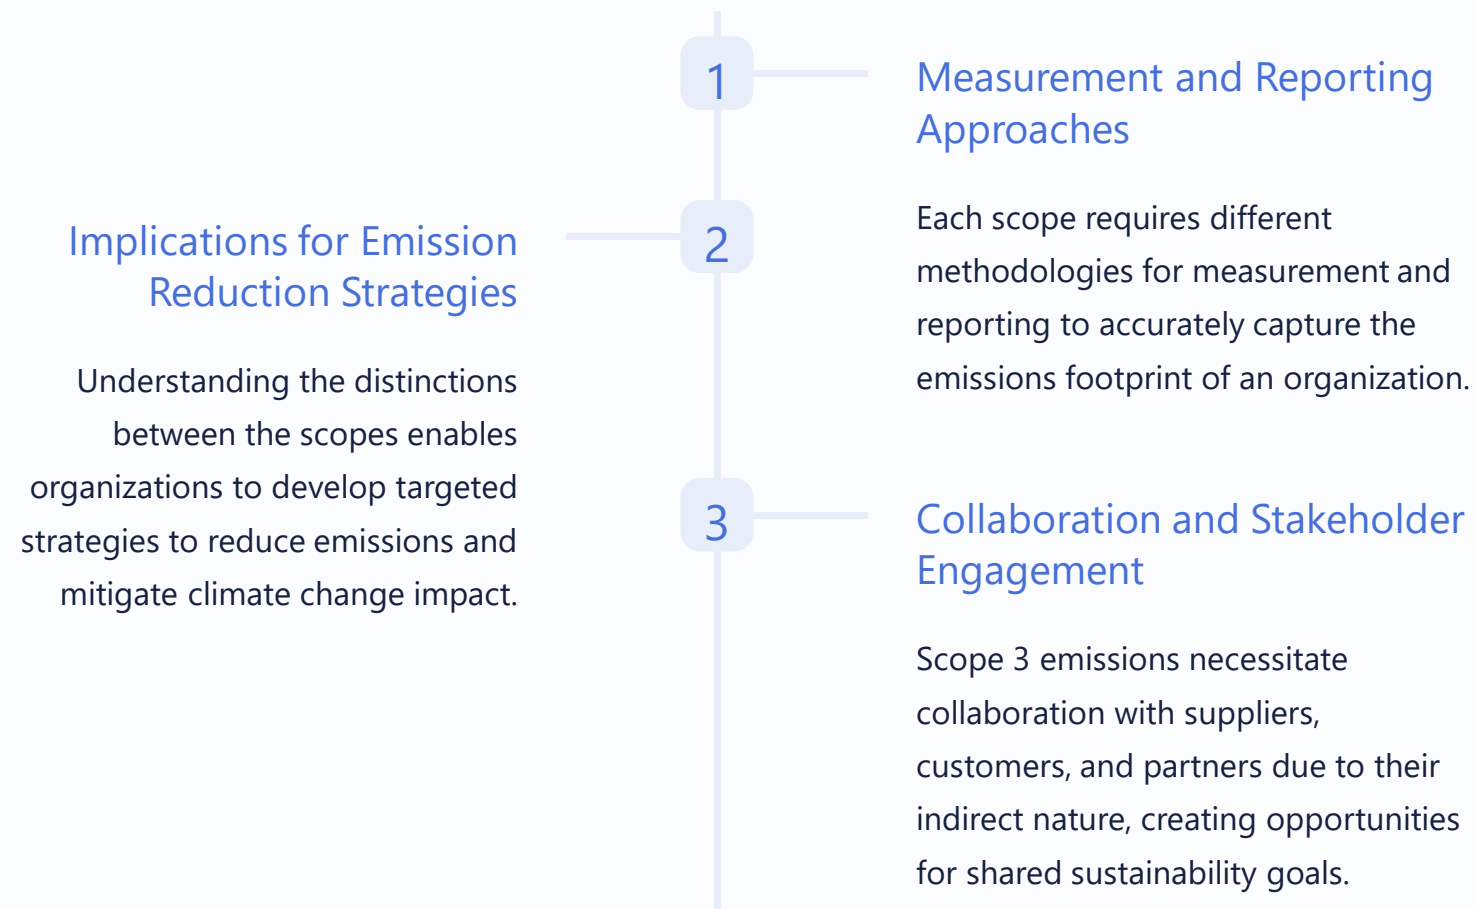 1
Measurement and Reporting
Approaches
Each scope requires different
methodologies for measurement and
reporting to accurately capture the
emissions footprint of an organization.
2
Implications for Emission
Reduction Strategies
Understanding the distinctions
between the scopes enables
organizations to develop targeted
strategies to reduce emissions and
mitigate climate change impact.
3
Collaboration and Stakeholder
Engagement
Scope 3 emissions necessitate
collaboration with suppliers,
customers, and partners due to their
indirect nature, creating opportunities
for shared sustainability goals.